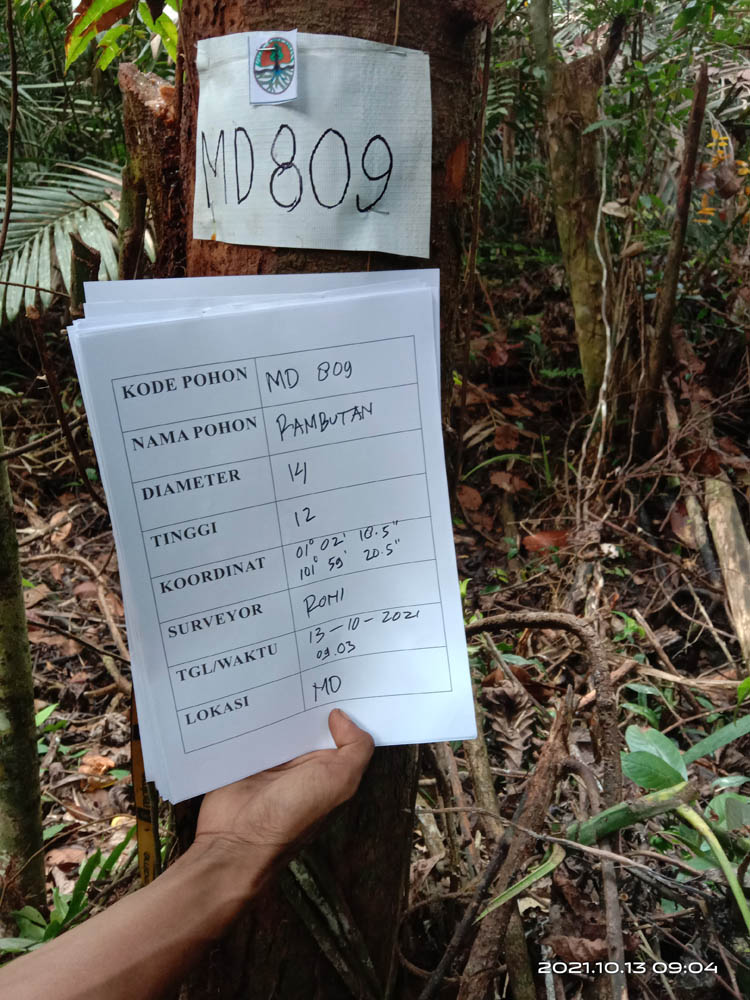 MD 809
KODE POHON MD 809
NAMA POHON RAMBUTAN
DIAMETER 14
TINGGI 12
KOORDINAT 01° 02' 18.5"
101° 59' 20.5"
SURVEYOR ROMI
TGL/WAKTU 13-10-2021
09.03
LOKASI MD
2021.10.13 09:04